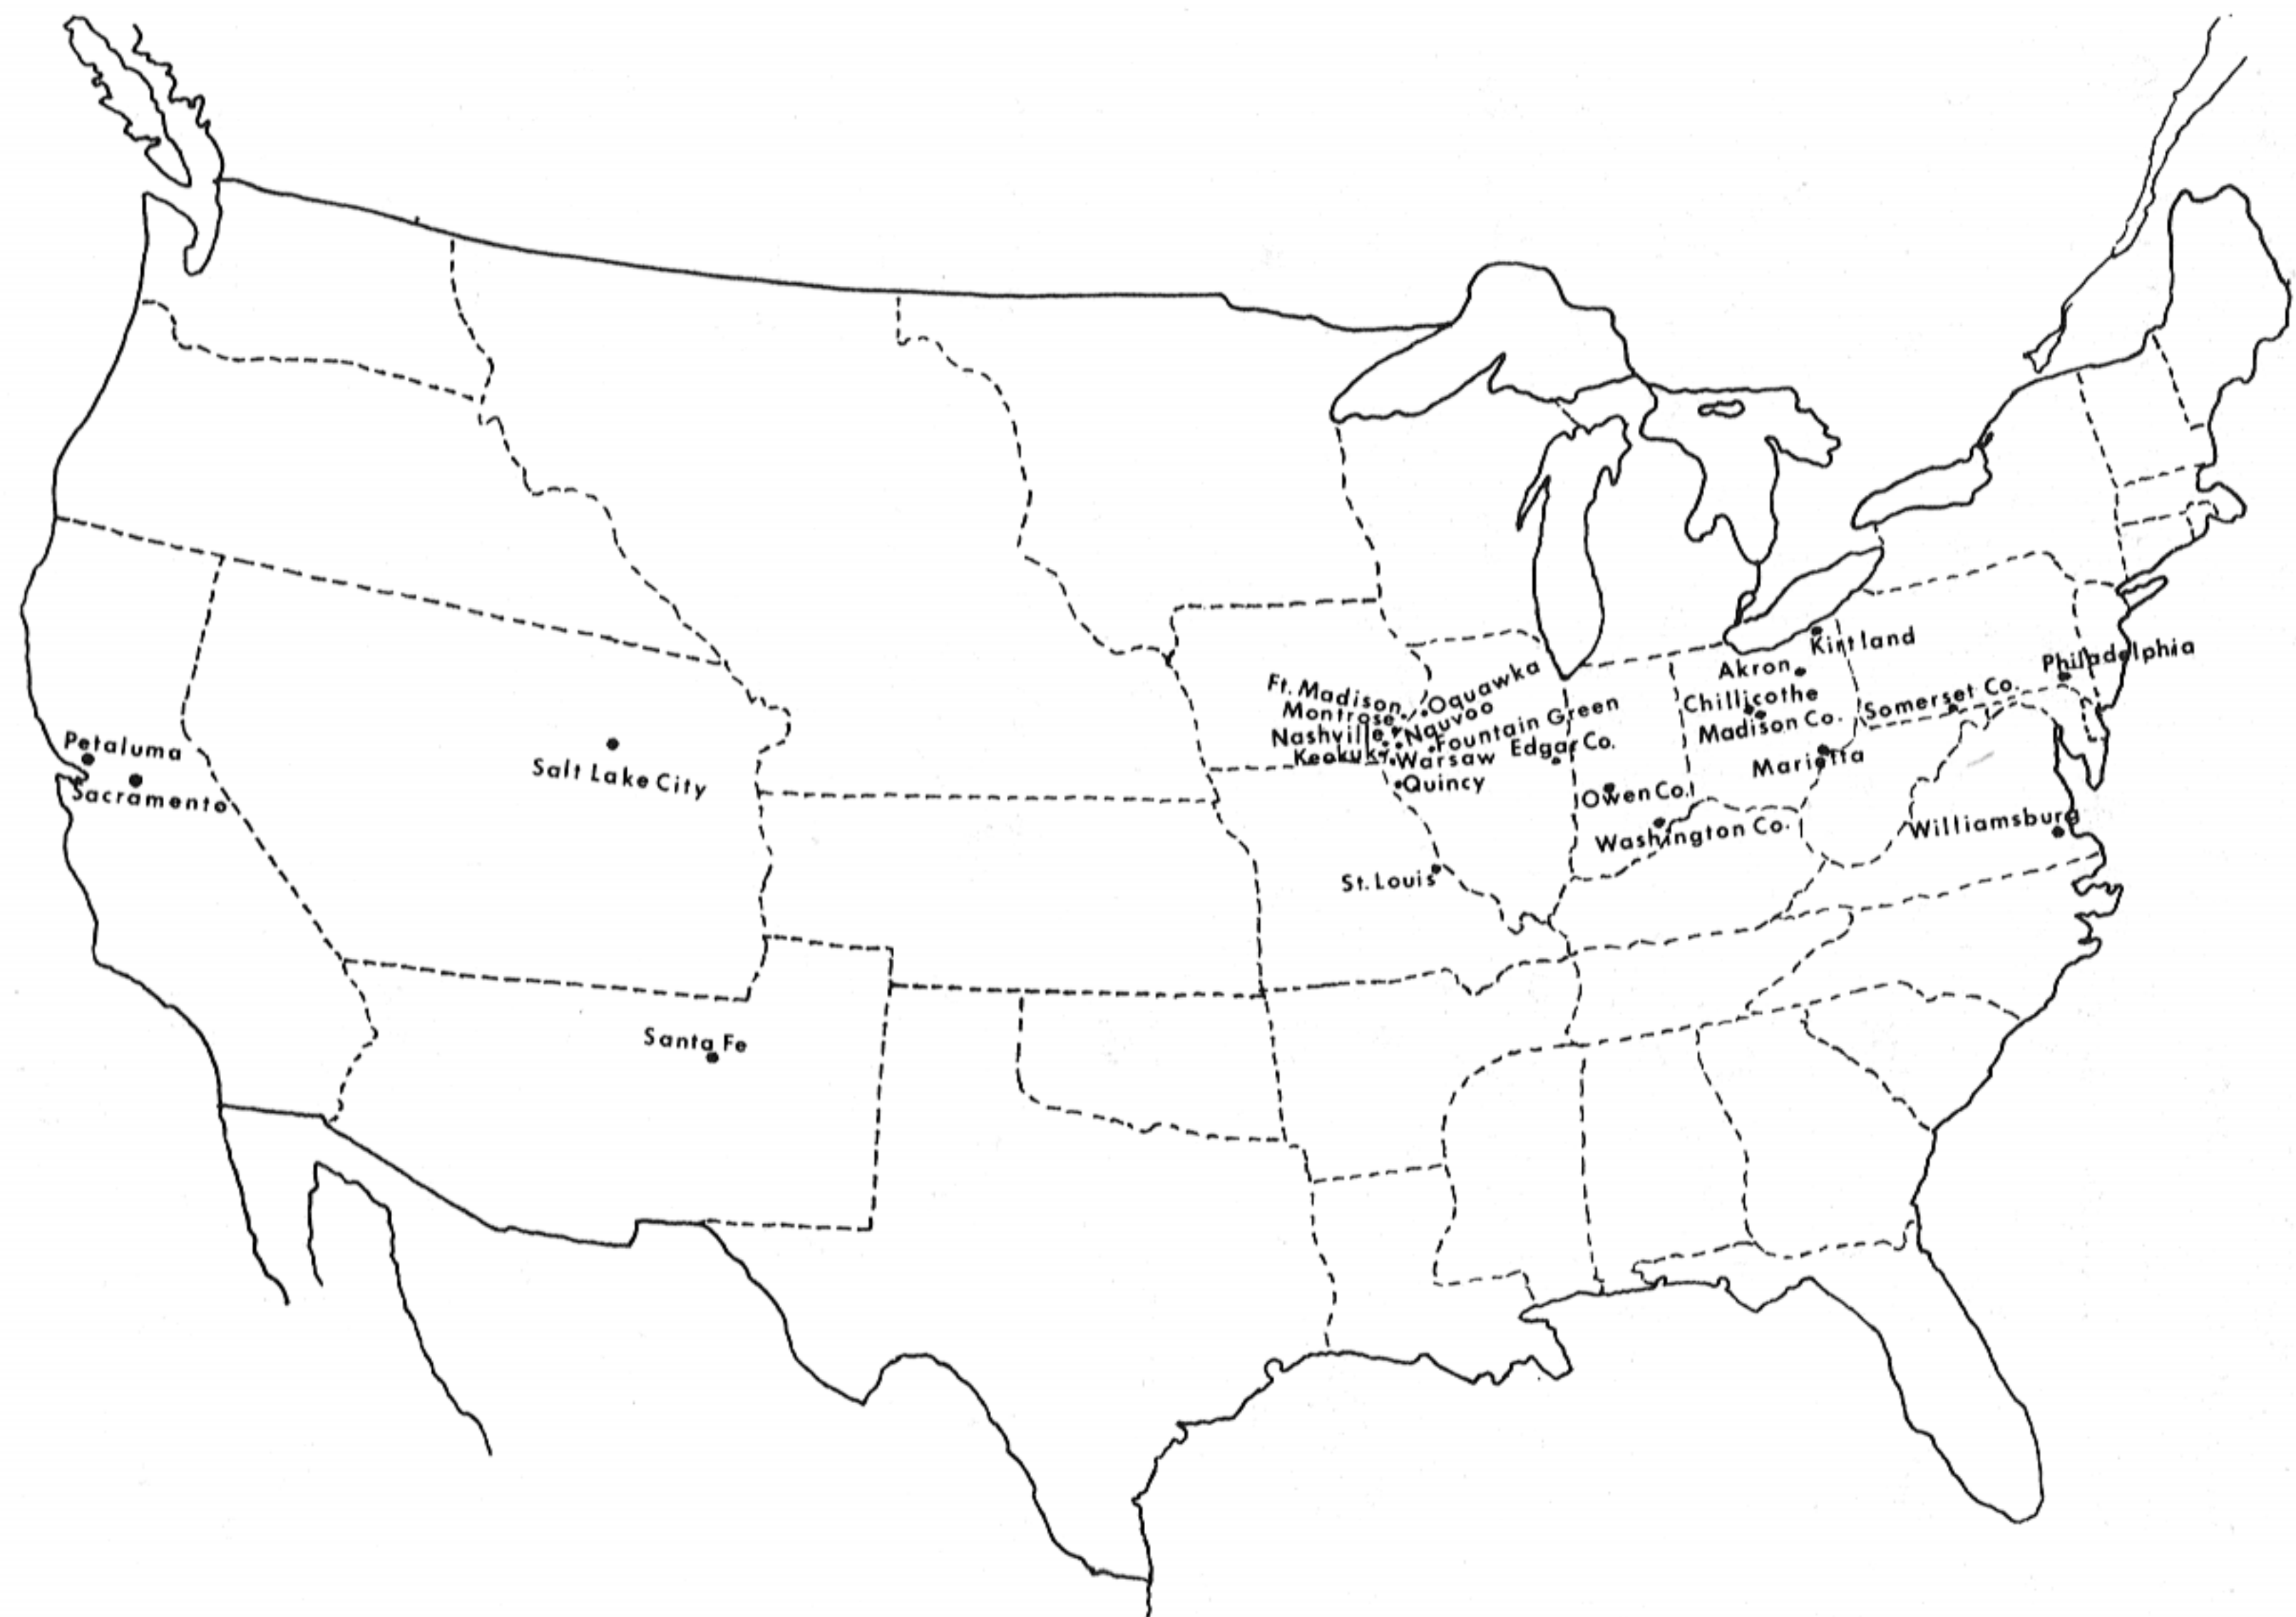 Kirtland
Philadelphia
Akron
Oquawka
Ft. Madison
Chillicothe
Somerset Co.
Montrose
Nauvoo
Fountain Green
Madison Co.
Nashville
Edgar Co.
Petaluma
Keokuk
Warsaw
Marietta
Salt Lake City
Quincy
Owen Co.
Sacramento
Williamsburg
Washington Co.
St. Louis
Santa Fe